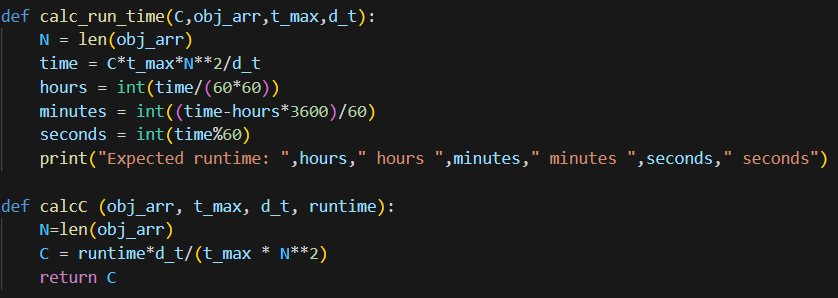 def calc_run_time(C,obj_arr,t_max,d_t):
    N = len(obj_arr)
    time = C*t_max*N**2/d_t
    hours = int(time/(60*60))
    minutes = int((time-hours*3600)/60)
    seconds = int(time%60)
    print("Expected runtime: ",hours," hours ",minutes," minutes ",seconds," seconds")

def calcC (obj_arr, t_max, d_t, runtime):
    N=len(obj_arr)
    C = runtime*d_t/(t_max * N**2)
    return C